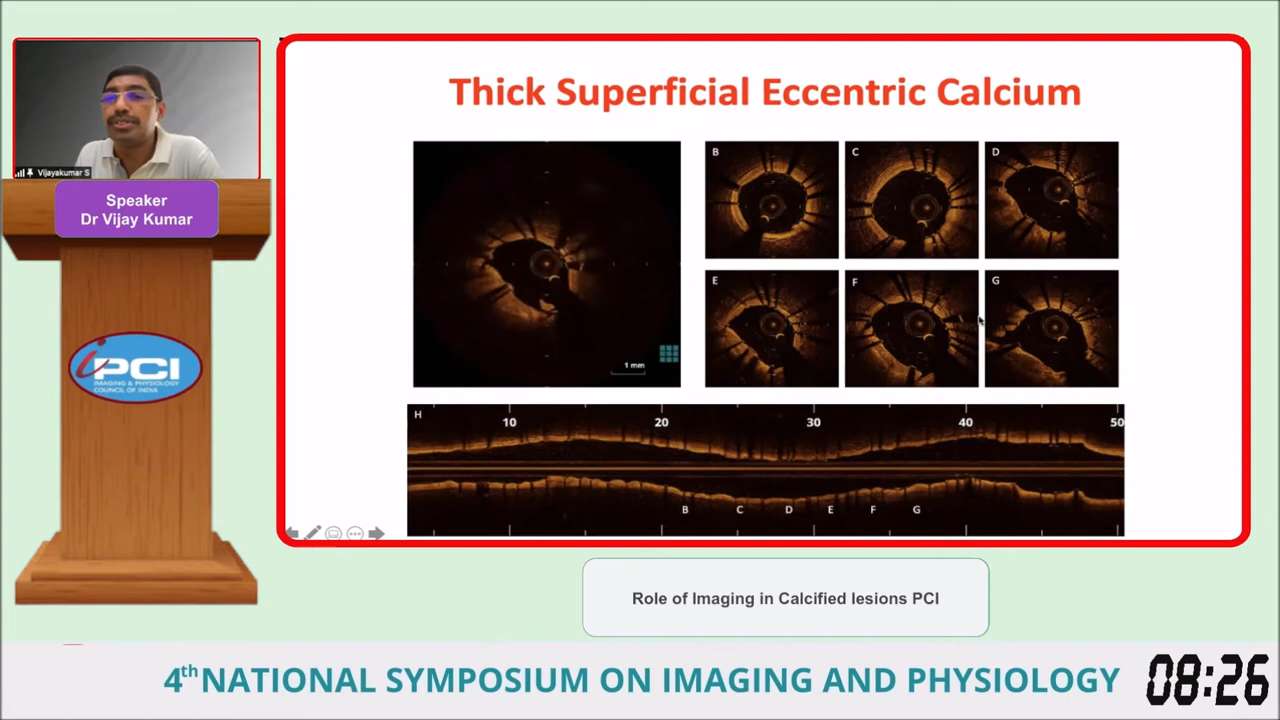 Thick Superficial Eccentric Calcium
Vijayakumar S
Speaker
Dr Vijay Kumar
iPCI
IMAGING & PHYSIOLOGY
COUNCIL OF INDIA
1 mm
B
C
D
E
F
G
H
10
20
30
40
50
B
C
D
E
F
G
Role of Imaging in Calcified lesions PCI
4th NATIONAL SYMPOSIUM ON IMAGING AND PHYSIOLOGY
08:26